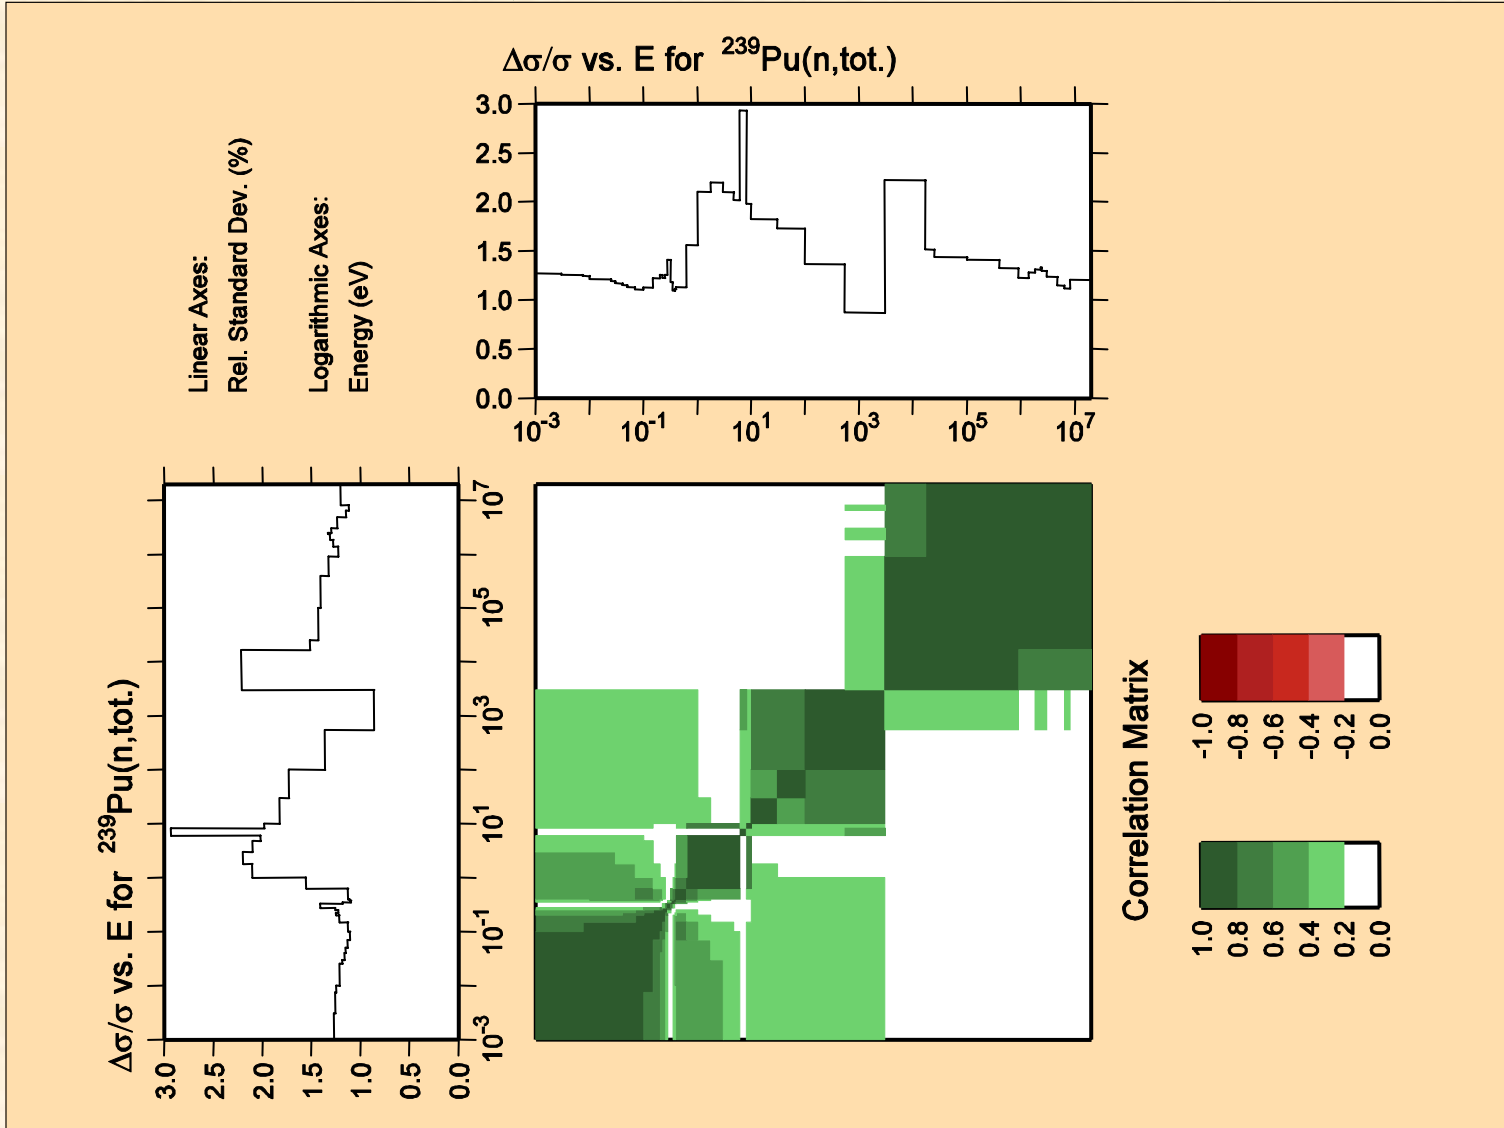 Δσ/σ vs. E for ²³⁹Pu(n,tot.)
3.0
2.5
2.0
1.5
1.0
0.5
0.0
10⁻³ 10⁻¹ 10¹ 10³ 10⁵ 10⁷
Linear Axes:
Rel. Standard Dev. (%)
Logarithmic Axes:
Energy (eV)
Δσ/σ vs. E for ²³⁹Pu(n,tot.)
10⁷
10⁵
10³
10¹
10⁻¹
10⁻³
3.0 2.5 2.0 1.5 1.0 0.5 0.0
Correlation Matrix
-1.0 -0.8 -0.6 -0.4 -0.2 0.0
1.0 0.8 0.6 0.4 0.2 0.0